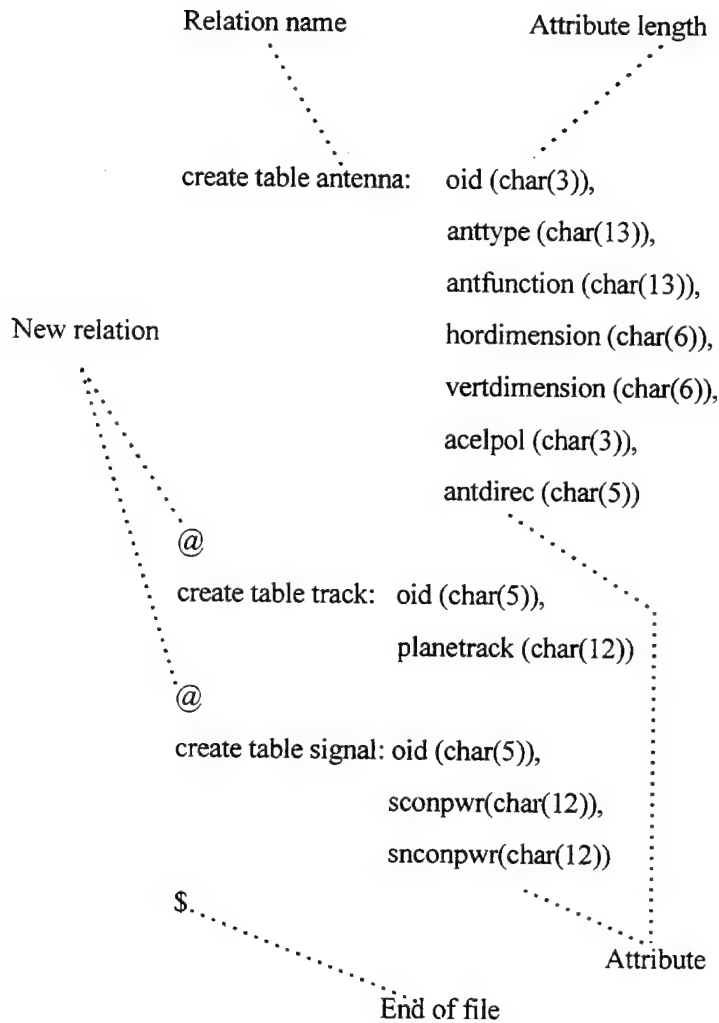 Relation name Attribute length
create table antenna: oid (char(3)),
anttype (char(13)),
antfunction (char(13)),
New relation hordimension (char(6)),
vertdimension (char(6)),
acelpol (char(3)),
antdirec (char(5))
@
create table track: oid (char(5)),
planetrack (char(12))
@
create table signal: oid (char(5)),
sconpwr(char(12)),
snconpwr(char(12))
$
Attribute
End of file